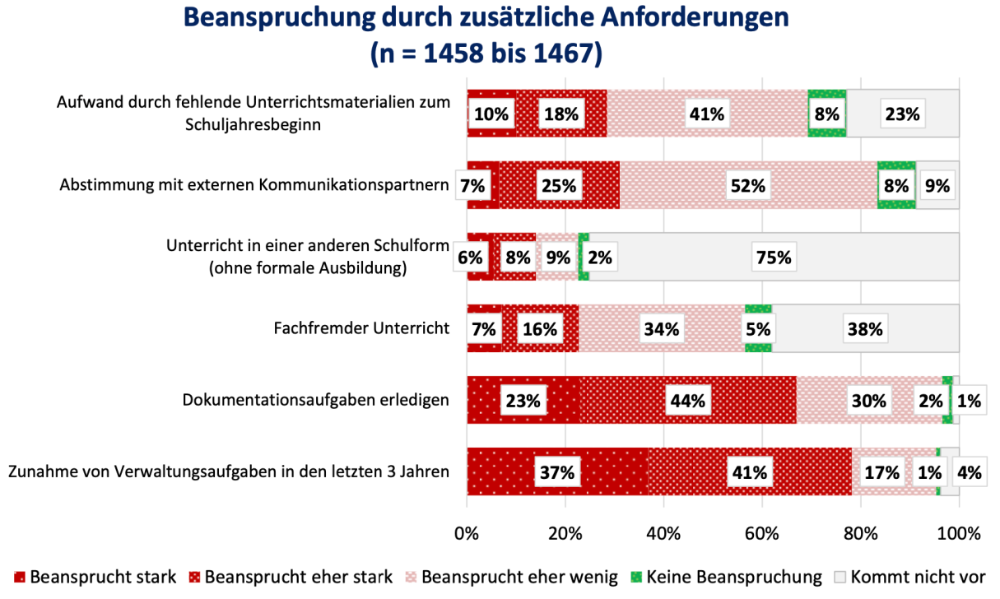 Beanspruchung durch zusätzliche Anforderungen
(n = 1458 bis 1467)
Aufwand durch fehlende Unterrichtsmaterialien zum
Schuljahresbeginn
10% 18% 41% 8% 23%
Abstimmung mit externen Kommunikationspartnern
7% 25% 52% 8% 9%
Unterricht in einer anderen Schulform
(ohne formale Ausbildung)
6% 8% 9% 2% 75%
Fachfremder Unterricht
7% 16% 34% 5% 38%
Dokumentationsaufgaben erledigen
23% 44% 30% 2% 1%
Zunahme von Verwaltungsaufgaben in den letzten 3 Jahren
37% 41% 17% 1% 4%
0% 20% 40% 60% 80% 100%
Beansprucht stark Beansprucht eher stark Beansprucht eher wenig Keine Beanspruchung Kommt nicht vor